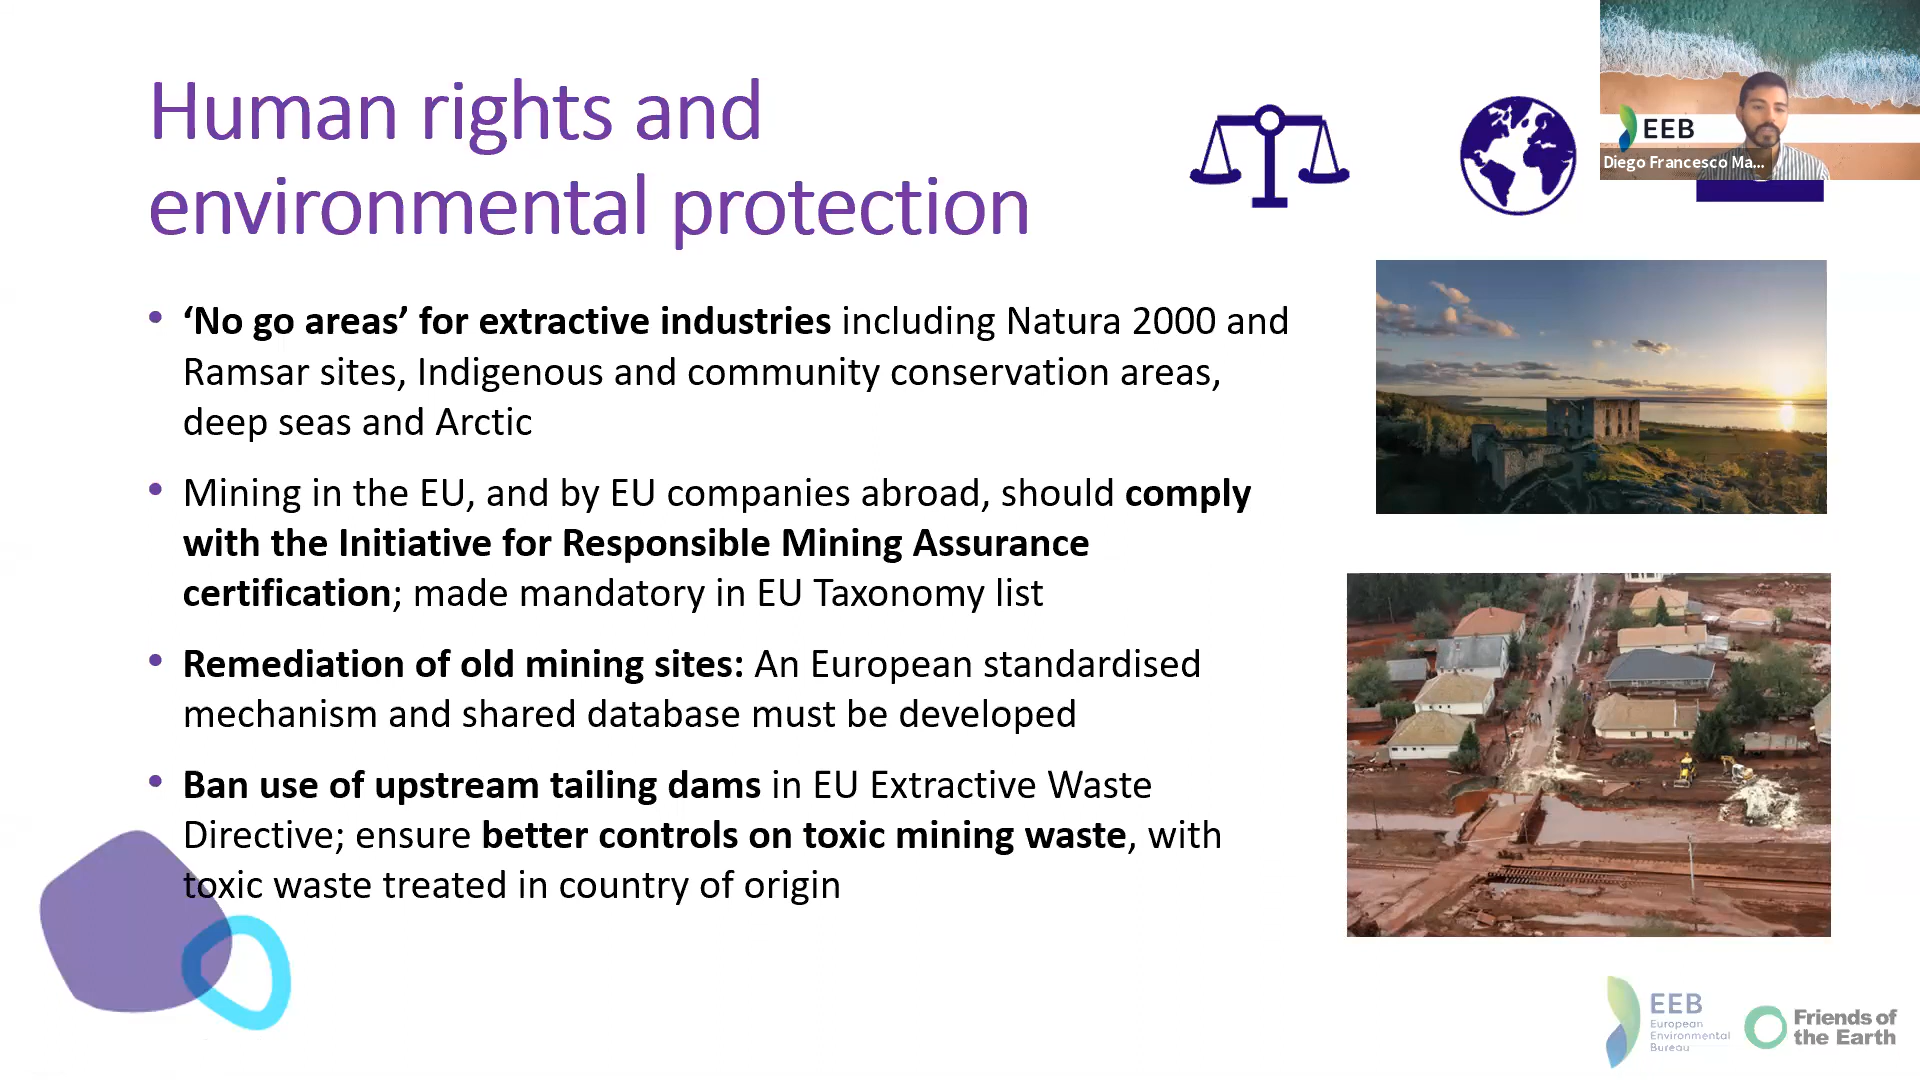 Human rights and
environmental protection
EEB
Diego Francesco Ma...
• ‘No go areas’ for extractive industries including Natura 2000 and
Ramsar sites, Indigenous and community conservation areas,
deep seas and Arctic
• Mining in the EU, and by EU companies abroad, should comply
with the Initiative for Responsible Mining Assurance
certification; made mandatory in EU Taxonomy list
• Remediation of old mining sites: An European standardised
mechanism and shared database must be developed
• Ban use of upstream tailing dams in EU Extractive Waste
Directive; ensure better controls on toxic mining waste, with
toxic waste treated in country of origin
EEB
European
Environmental
Bureau
Friends of
the Earth